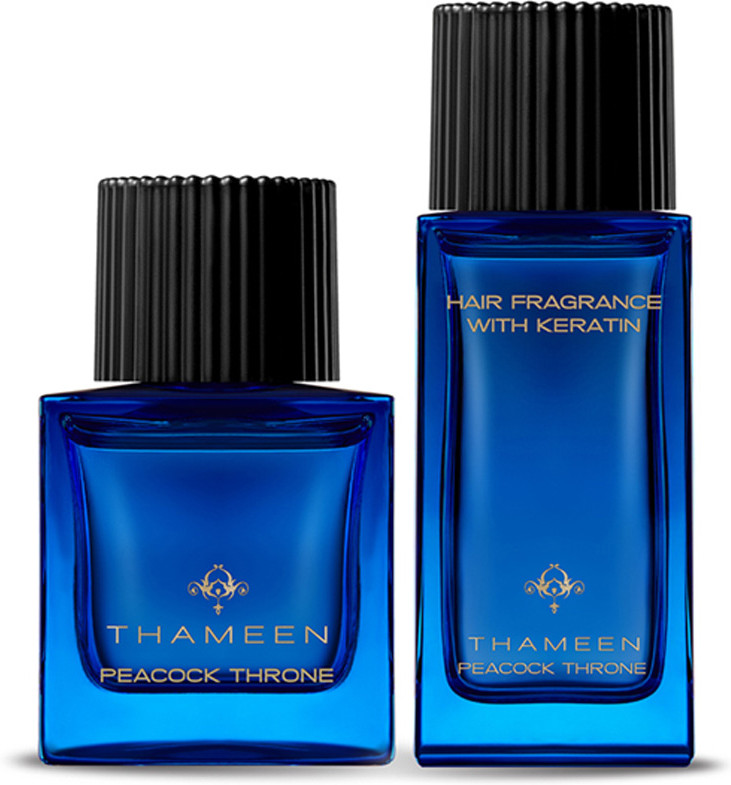 THAMEEN
PEACOCK THRONE
HAIR FRAGRANCE
WITH KERATIN
THAMEEN
PEACOCK THRONE